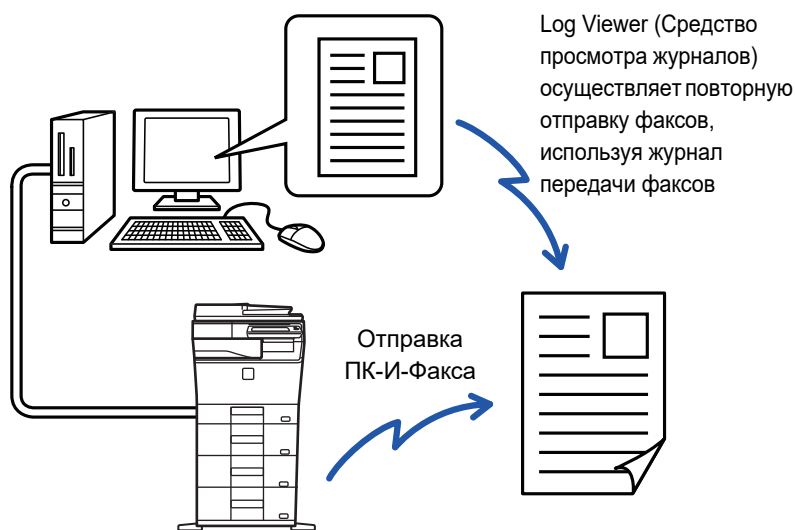 Log Viewer (Средство
просмотра журналов)
осуществляет повторную
отправку факсов,
используя журнал
передачи факсов
Отправка
ПК-И-Факса